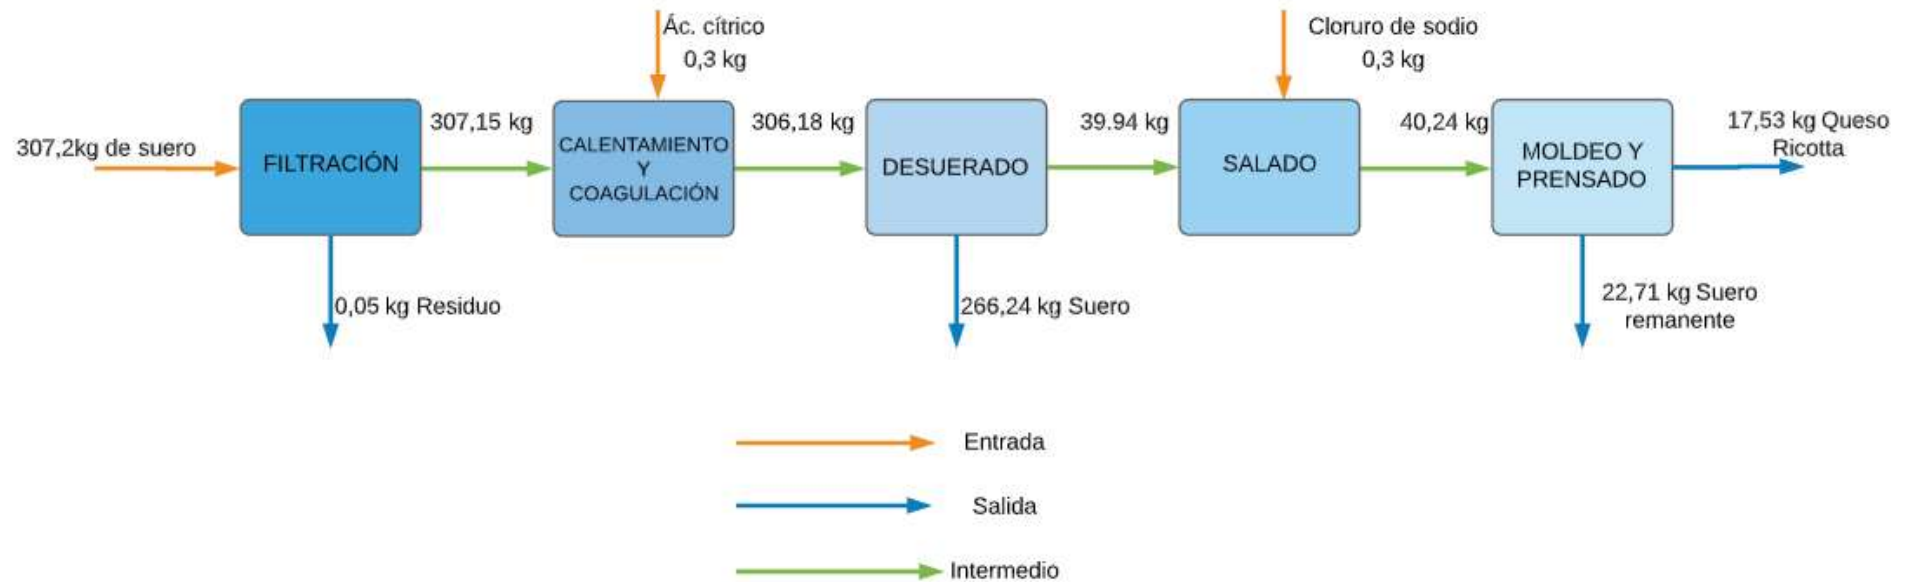 Ác. cítrico
0,3 kg
Cloruro de sodio
0,3 kg
307,2kg de suero
FILTRACIÓN
307,15 kg
CALENTAMIENTO
Y
COAGULACIÓN
306,18 kg
DESUERADO
39.94 kg
SALADO
40,24 kg
MOLDEO Y
PRENSADO
17,53 kg Queso
Ricotta
0,05 kg Residuo
266,24 kg Suero
22,71 kg Suero
remanente
Entrada
Salida
Intermedio